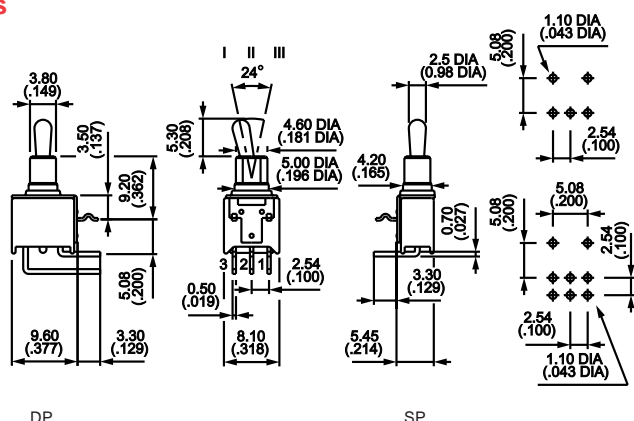 s
3.80
(.149)
3.50
(.137)
9.20
(.362)
5.08
(.200)
9.60
(.377)
3.30
(.129)
I II III
24°
5.30
(.208)
4.60 DIA
(.181 DIA)
5.00 DIA
(.196 DIA)
3 2 1
2.54
(.100)
0.50
(.019)
8.10
(.318)
2.5 DIA
(0.98 DIA)
4.20
(.165)
0.70
(.027)
3.30
(.129)
5.45
(.214)
1.10 DIA
(.043 DIA)
5.08
(.200)
2.54
(.100)
5.08
(.200)
5.08
(.200)
2.54
(.100)
2.54
(.100)
1.10 DIA
(.043 DIA)
DP
SP